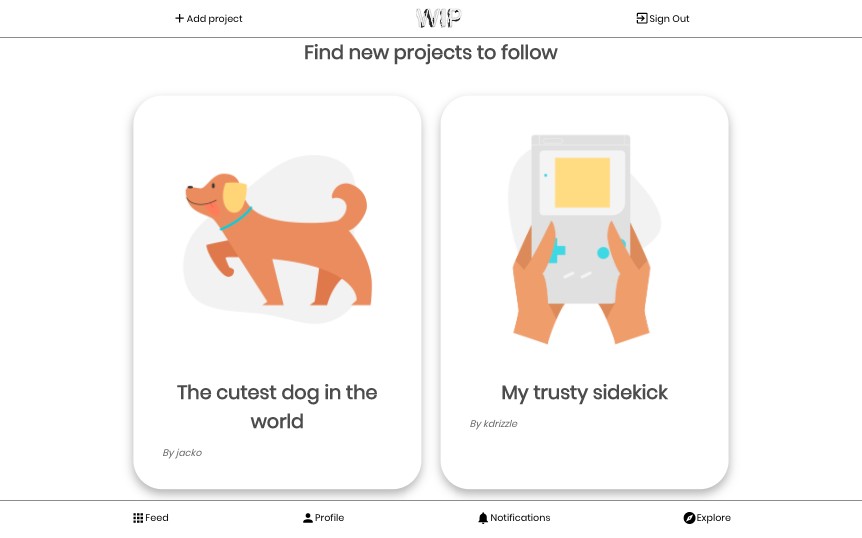 Add project
WIP
Sign Out
Find new projects to follow
The cutest dog in the
world
By jacko
My trusty sidekick
By kdrizzle
Feed
Profile
Notifications
Explore